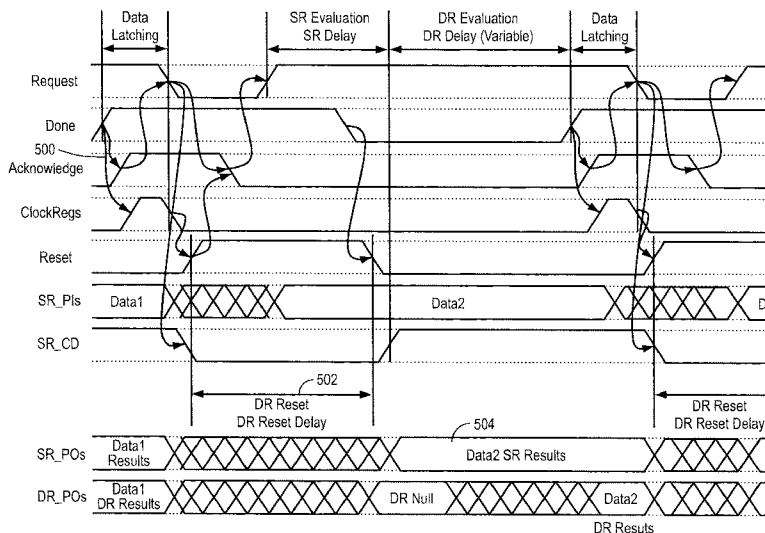 Data
Latching
SR Evaluation
SR Delay
DR Evaluation
DR Delay (Variable)
Data
Latching
Request
Done
500
Acknowledge
ClockRegs
Reset
SR_PIs
Data1
Data2
D
SR_CD
502
DR Reset
DR Reset Delay
DR Reset
DR Reset Delay
504
SR_POs
Data1
Results
Data2 SR Results
DR_POs
Data1
DR Results
DR Null
Data2
DR Resuts